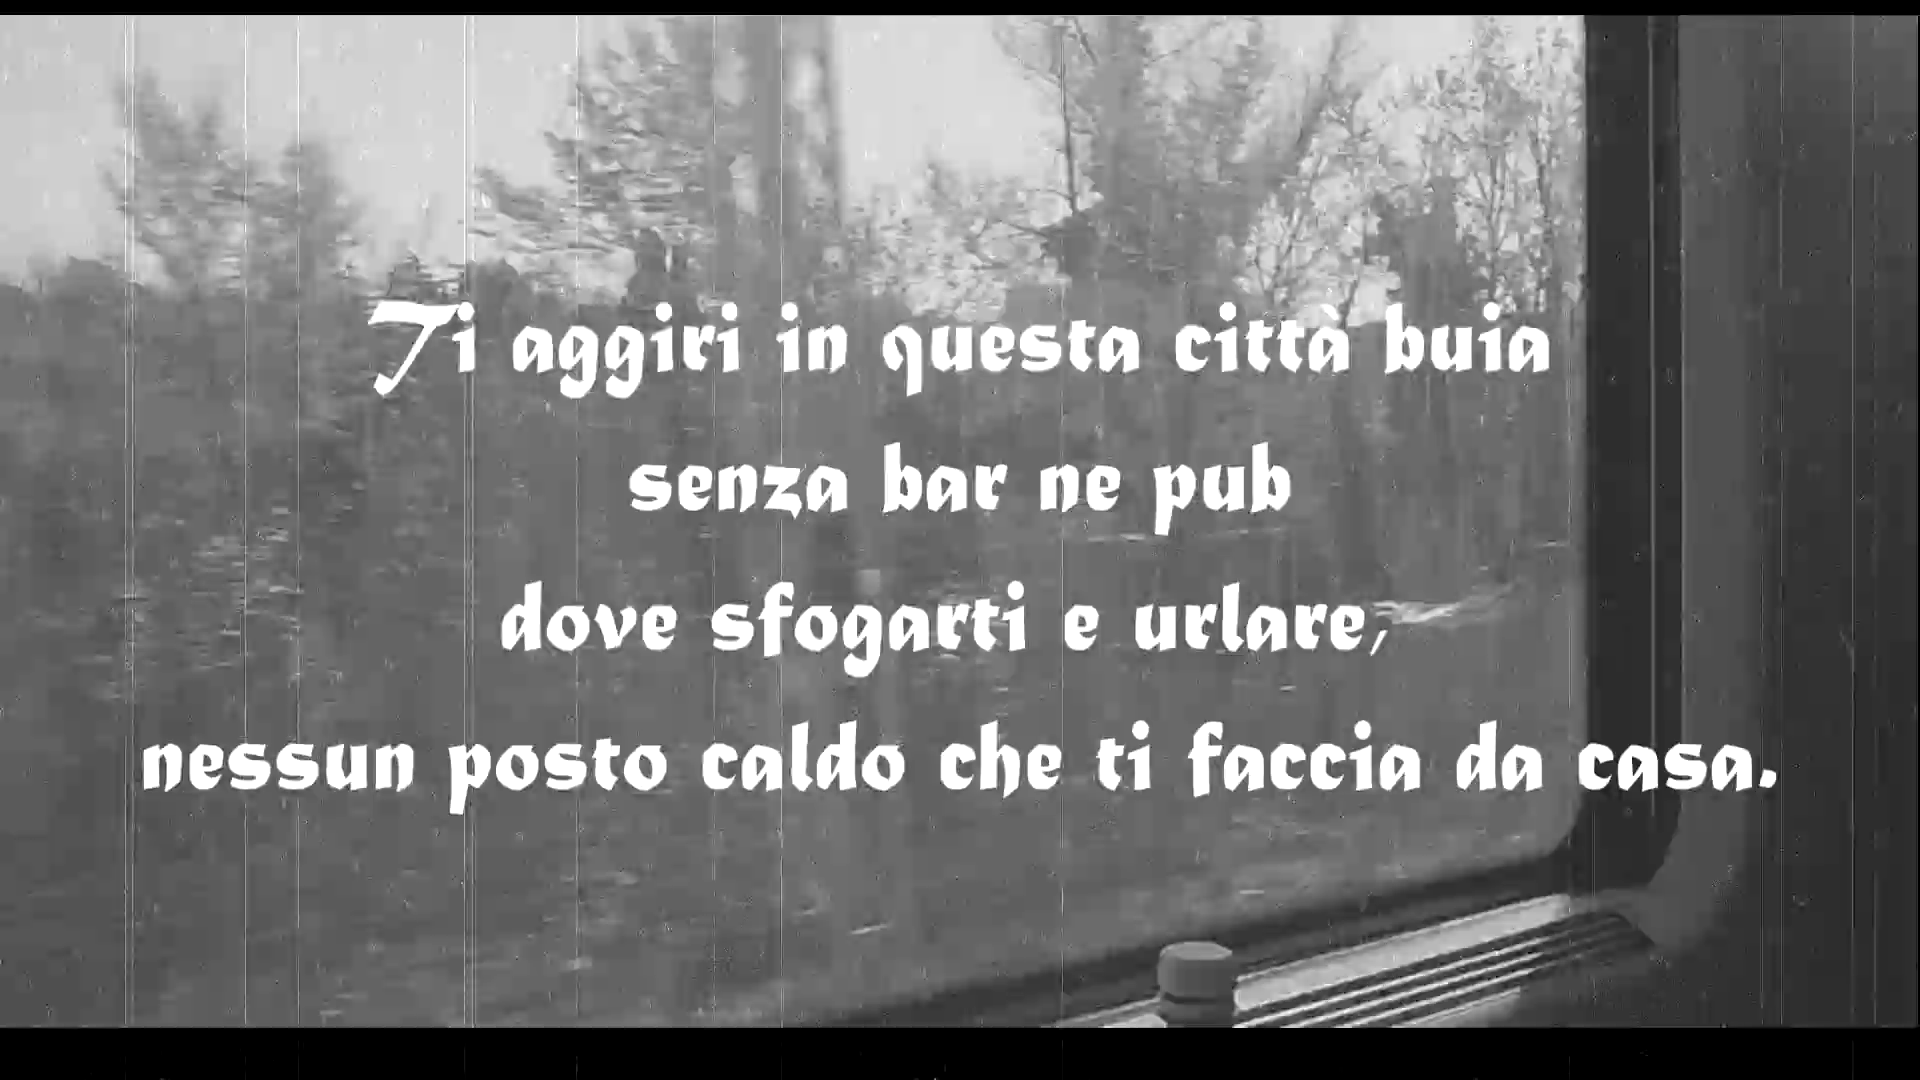 Ti aggiri in questa città buia
senza bar ne pub
dove sfogarti e urlare,
nessun posto caldo che ti faccia da casa.